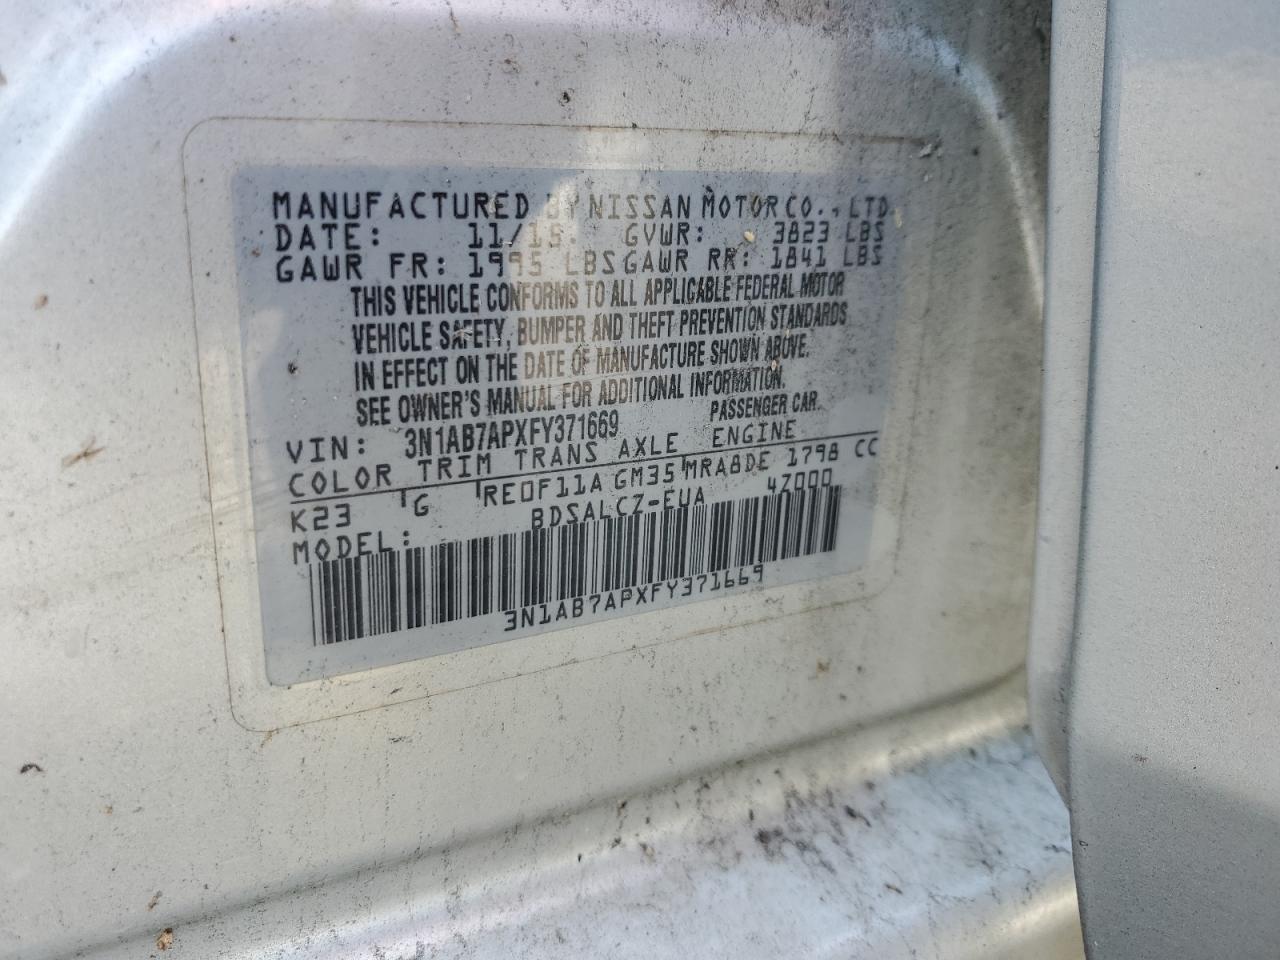 MANUFACTURED BY NISSAN MOTOR CO., LTD.
DATE: 11/15 GVWR: 3823 LBS
GAWR FR: 1995 LBS GAWR RR: 1841 LBS
THIS VEHICLE CONFORMS TO ALL APPLICABLE FEDERAL MOTOR
VEHICLE SAFETY, BUMPER AND THEFT PREVENTION STANDARDS
IN EFFECT ON THE DATE OF MANUFACTURE SHOWN ABOVE.
SEE OWNER'S MANUAL FOR ADDITIONAL INFORMATION.
VIN: 3N1AB7APXFY371669 PASSENGER CAR.
COLOR TRIM TRANS AXLE ENGINE
K23 G RE0F11A GM35 MRA8DE 1798 CC
MODEL: BDSALCZ-EUA 4Z000
3N1AB7APXFY371669